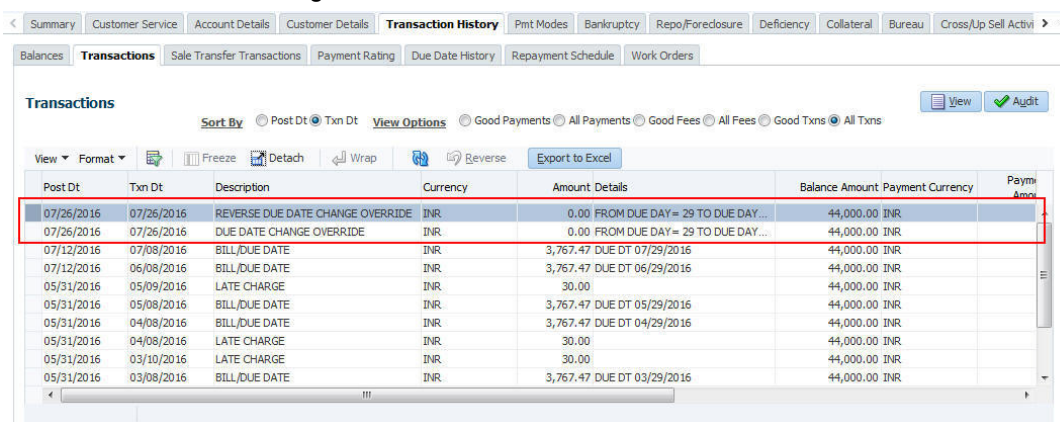 Summary Customer Service Account Details Customer Details Transaction History Pmt Modes Bankruptcy Repo/Foreclosure Deficiency Collateral Bureau Cross/Up Sell Activi
Balances Transactions Sale Transfer Transactions Payment Rating Due Date History Repayment Schedule Work Orders
Transactions View Audit
Sort By Post Dt Txn Dt View Options Good Payments All Payments Good Fees All Fees Good Txns All Txns
View Format Freeze Detach Wrap Reverse Export to Excel
Post Dt Txn Dt Description Currency Amount Details Balance Amount Payment Currency Payme Amou
07/26/2016 07/26/2016 REVERSE DUE DATE CHANGE OVERRIDE INR 0.00 FROM DUE DAY= 29 TO DUE DAY... 44,000.00 INR
07/26/2016 07/26/2016 DUE DATE CHANGE OVERRIDE INR 0.00 FROM DUE DAY= 29 TO DUE DAY... 44,000.00 INR
07/12/2016 07/08/2016 BILL/DUE DATE INR 3,767.47 DUE DT 07/29/2016 44,000.00 INR
07/12/2016 06/08/2016 BILL/DUE DATE INR 3,767.47 DUE DT 06/29/2016 44,000.00 INR
05/31/2016 05/09/2016 LATE CHARGE INR 30.00 44,000.00 INR
05/31/2016 05/08/2016 BILL/DUE DATE INR 3,767.47 DUE DT 05/29/2016 44,000.00 INR
05/31/2016 04/08/2016 BILL/DUE DATE INR 3,767.47 DUE DT 04/29/2016 44,000.00 INR
05/31/2016 04/08/2016 LATE CHARGE INR 30.00 44,000.00 INR
05/31/2016 03/10/2016 LATE CHARGE INR 30.00 44,000.00 INR
05/31/2016 03/08/2016 BILL/DUE DATE INR 3,767.47 DUE DT 03/29/2016 44,000.00 INR